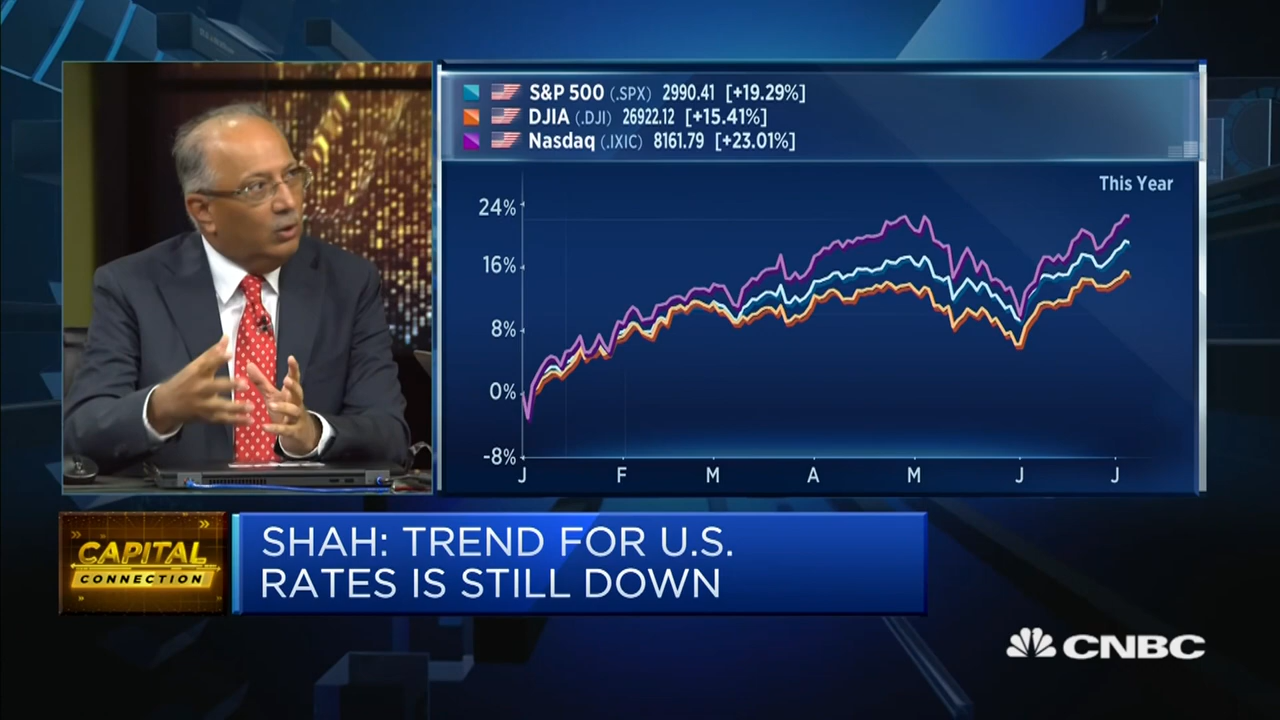 S&P 500 (.SPX) 2990.41 [+19.29%]
DJIA (.DJI) 26922.12 [+15.41%]
Nasdaq (.IXIC) 8161.79 [+23.01%]
This Year
24%
16%
8%
0%
-8%
J F M A M J J
CAPITAL
CONNECTION
SHAH: TREND FOR U.S.
RATES IS STILL DOWN
CNBC